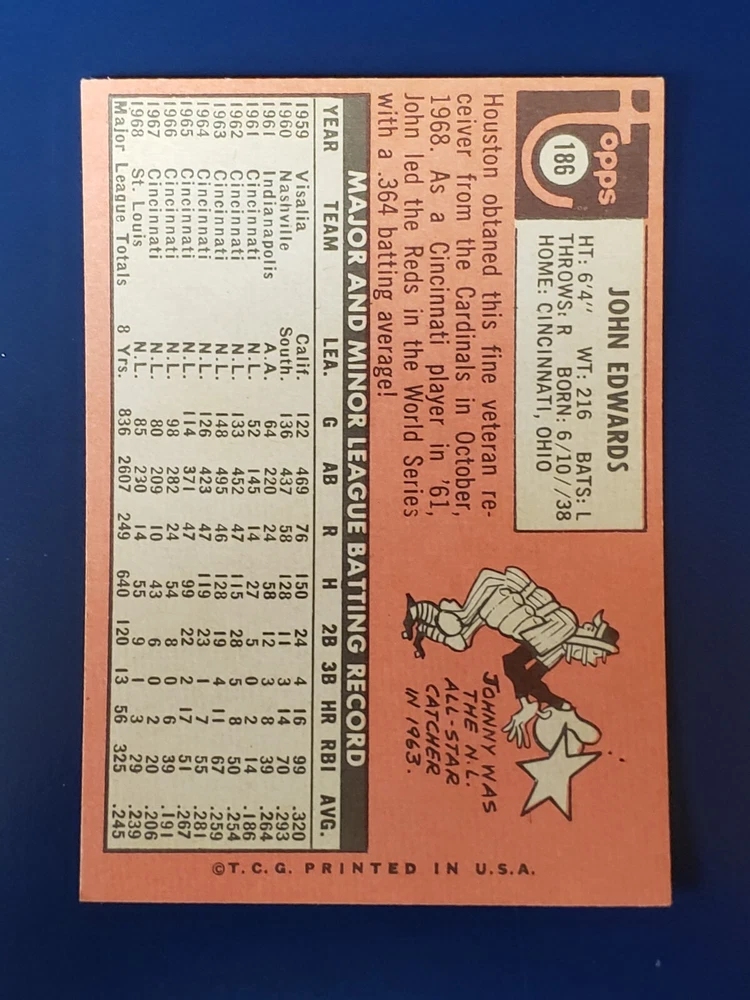 Topps
186
JOHN EDWARDS
HT: 6'4" WT: 216 BATS: L
THROWS: R BORN: 6/10//38
HOME: CINCINNATI, OHIO
Houston obtaned this fine veteran re-
ceiver from the Cardinals in October,
1968. As a Cincinnati player in '61,
John led the Reds in the World Series
with a .364 batting average!
JOHNNY WAS
THE N.L.
ALL-STAR
CATCHER
IN 1963.
MAJOR AND MINOR LEAGUE BATTING RECORD
YEAR TEAM LEA. G AB R H 2B 3B HR RBI AVG.
1959 Visalia Calif. 122 469 76 150 24 4 16 99 .320
1960 Nashville South. 136 437 58 128 11 3 14 70 .293
1961 Indianapolis A.A. 64 220 24 58 12 3 8 39 .264
1961 Cincinnati N.L. 52 145 14 27 5 0 2 14 .186
1962 Cincinnati N.L. 133 452 47 115 28 5 8 50 .254
1963 Cincinnati N.L. 148 495 46 128 19 4 11 67 .259
1964 Cincinnati N.L. 126 423 47 119 23 1 7 55 .281
1965 Cincinnati N.L. 114 371 47 99 22 2 17 51 .267
1966 Cincinnati N.L. 98 282 24 54 8 0 6 39 .191
1967 Cincinnati N.L. 80 209 10 43 6 0 2 20 .206
1968 St. Louis N.L. 85 230 14 55 9 1 3 29 .239
Major League Totals 8 Yrs. 836 2607 249 640 120 13 56 325 .245
©T.C.G. PRINTED IN U.S.A.